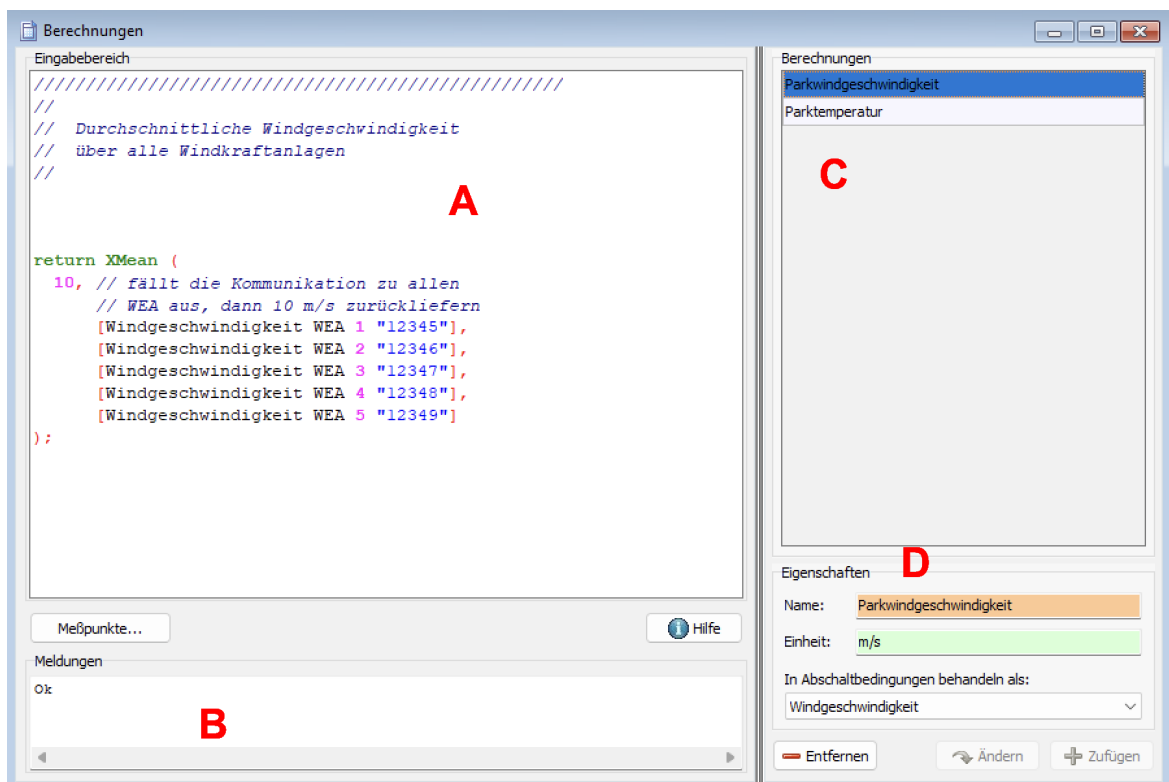 Berechnungen
Eingabebereich
//////////////////////////////////////////////////
//
//  Durchschnittliche Windgeschwindigkeit
//  über alle Windkraftanlagen
//
A
return XMean (
  10, // fällt die Kommunikation zu allen
      // WEA aus, dann 10 m/s zurückliefern
      [Windgeschwindigkeit WEA 1 "12345"],
      [Windgeschwindigkeit WEA 2 "12346"],
      [Windgeschwindigkeit WEA 3 "12347"],
      [Windgeschwindigkeit WEA 4 "12348"],
      [Windgeschwindigkeit WEA 5 "12349"]
);
Meßpunkte...
Hilfe
Meldungen
Ok
B
Berechnungen
Parkwindgeschwindigkeit
Parktemperatur
C
D
Eigenschaften
Name: Parkwindgeschwindigkeit
Einheit: m/s
In Abschaltbedingungen behandeln als:
Windgeschwindigkeit
Entfernen
Ändern
Zufügen